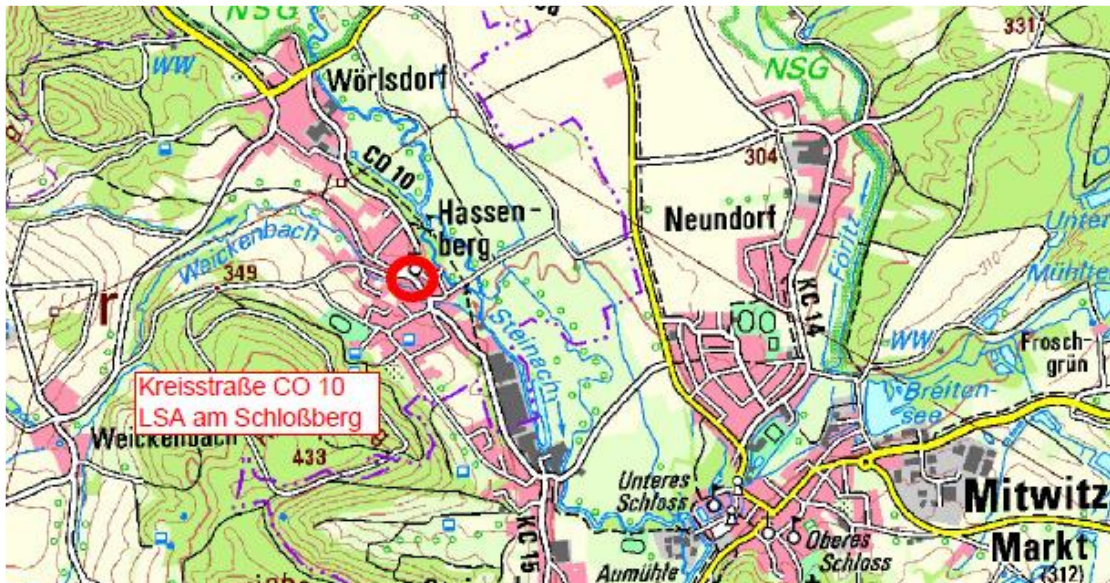 NSG
331
WW
Wörlsdorf
NSG
CO 10
304
Hassen-
berg
Neundorf
Weickenbach
349
Föritz
310
Unter
Mühlte
r
KC 14
Steinach
WW
Frosch-
grün
Kreisstraße CO 10
LSA am Schloßberg
Breiten-
see
Weickenbach
433
Unteres
Schloss
Mitwitz
Markt
(312)
KC 15
Oberes
Schloss
Aumühle